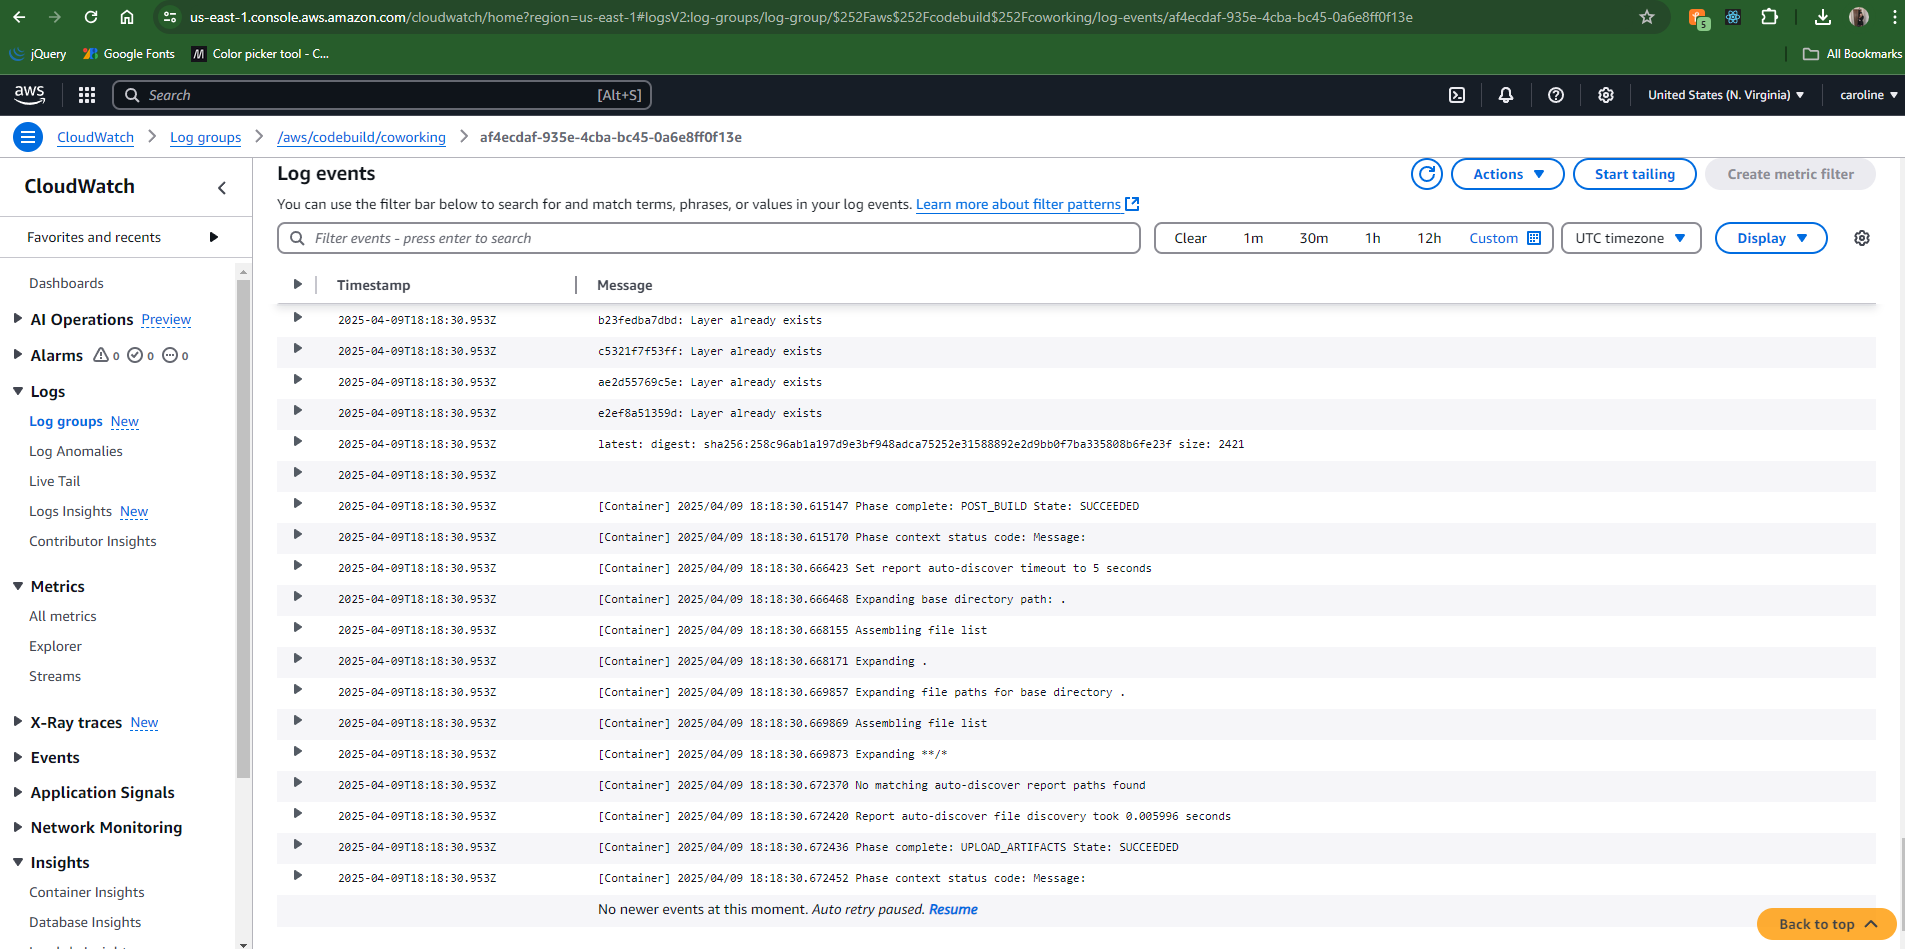 us-east-1.console.aws.amazon.com/cloudwatch/home?region=us-east-1#logsV2:log-groups/log-group/$252Faws$252Fcodebuild$252Fcoworking/log-events/af4ecdaf-935e-4cba-bc45-0a6e8ff0f13e
5
jQuery
Google Fonts
Color picker tool - C...
All Bookmarks
aws
Search
[Alt+S]
United States (N. Virginia)
caroline
CloudWatch
Log groups
/aws/codebuild/coworking
af4ecdaf-935e-4cba-bc45-0a6e8ff0f13e
CloudWatch
Favorites and recents
Dashboards
AI Operations Preview
Alarms 0 0 0
Logs
Log groups New
Log Anomalies
Live Tail
Logs Insights New
Contributor Insights
Metrics
All metrics
Explorer
Streams
X-Ray traces New
Events
Application Signals
Network Monitoring
Insights
Container Insights
Database Insights
Log events
Actions
Start tailing
Create metric filter
You can use the filter bar below to search for and match terms, phrases, or values in your log events. Learn more about filter patterns
Filter events - press enter to search
Clear 1m 30m 1h 12h Custom
UTC timezone
Display
Timestamp Message
2025-04-09T18:18:30.953Z b23fedba7dbd: Layer already exists
2025-04-09T18:18:30.953Z c5321f7f53ff: Layer already exists
2025-04-09T18:18:30.953Z ae2d55769c5e: Layer already exists
2025-04-09T18:18:30.953Z e2ef8a51359d: Layer already exists
2025-04-09T18:18:30.953Z latest: digest: sha256:258c96ab1a197d9e3bf948adca75252e31588892e2d9bb0f7ba335808b6fe23f size: 2421
2025-04-09T18:18:30.953Z
2025-04-09T18:18:30.953Z [Container] 2025/04/09 18:18:30.615147 Phase complete: POST_BUILD State: SUCCEEDED
2025-04-09T18:18:30.953Z [Container] 2025/04/09 18:18:30.615170 Phase context status code: Message:
2025-04-09T18:18:30.953Z [Container] 2025/04/09 18:18:30.666423 Set report auto-discover timeout to 5 seconds
2025-04-09T18:18:30.953Z [Container] 2025/04/09 18:18:30.666468 Expanding base directory path: .
2025-04-09T18:18:30.953Z [Container] 2025/04/09 18:18:30.668155 Assembling file list
2025-04-09T18:18:30.953Z [Container] 2025/04/09 18:18:30.668171 Expanding .
2025-04-09T18:18:30.953Z [Container] 2025/04/09 18:18:30.669857 Expanding file paths for base directory .
2025-04-09T18:18:30.953Z [Container] 2025/04/09 18:18:30.669869 Assembling file list
2025-04-09T18:18:30.953Z [Container] 2025/04/09 18:18:30.669873 Expanding **/*
2025-04-09T18:18:30.953Z [Container] 2025/04/09 18:18:30.672370 No matching auto-discover report paths found
2025-04-09T18:18:30.953Z [Container] 2025/04/09 18:18:30.672420 Report auto-discover file discovery took 0.005996 seconds
2025-04-09T18:18:30.953Z [Container] 2025/04/09 18:18:30.672436 Phase complete: UPLOAD_ARTIFACTS State: SUCCEEDED
2025-04-09T18:18:30.953Z [Container] 2025/04/09 18:18:30.672452 Phase context status code: Message:
No newer events at this moment. Auto retry paused. Resume
Back to top